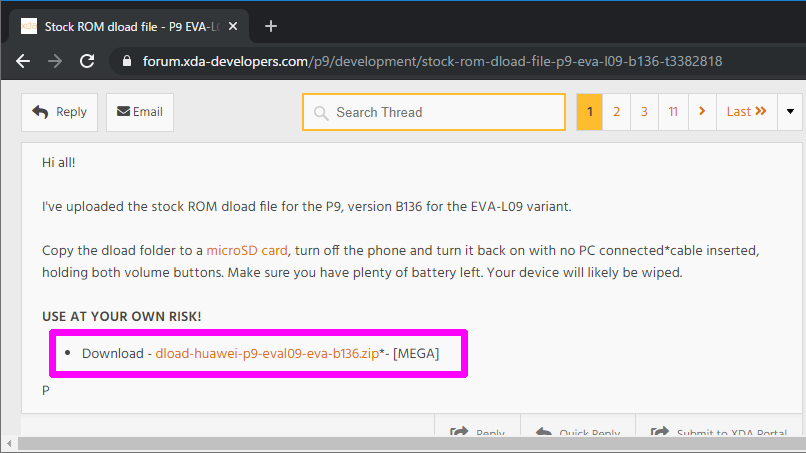 Stock ROM dload file - P9 EVA-L
forum.xda-developers.com/p9/development/stock-rom-dload-file-p9-eva-l09-b136-t3382818
Reply
Email
Search Thread
1
2
3
11
Last
Hi all!
I've uploaded the stock ROM dload file for the P9, version B136 for the EVA-L09 variant.
Copy the dload folder to a microSD card, turn off the phone and turn it back on with no PC connected*cable inserted,
holding both volume buttons. Make sure you have plenty of battery left. Your device will likely be wiped.
USE AT YOUR OWN RISK!
Download - dload-huawei-p9-eval09-eva-b136.zip*- [MEGA]
P
Reply
Quick Reply
Submit to XDA Portal